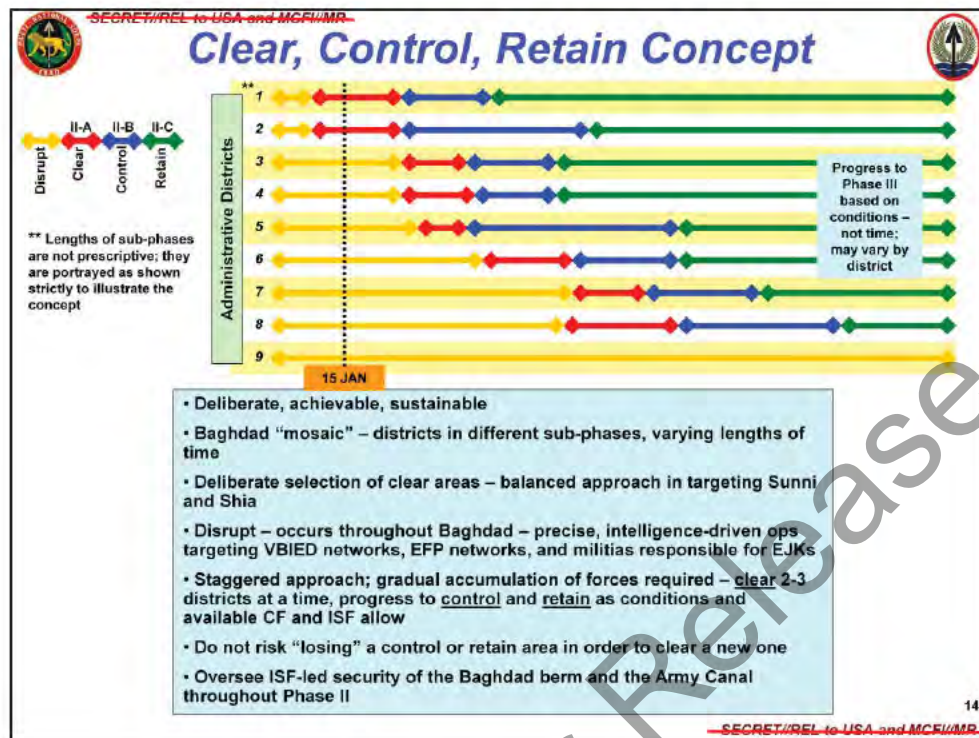 SECRET//REL to USA and MCFI//MR
Clear, Control, Retain Concept
II-A II-B II-C
Disrupt
Clear
Control
Retain
** Lengths of sub-phases
are not prescriptive; they
are portrayed as shown
strictly to illustrate the
concept
Administrative Districts
** 1
2
3
4
5
6
7
8
9
15 JAN
Progress to
Phase III
based on
conditions –
not time;
may vary by
district
• Deliberate, achievable, sustainable
• Baghdad “mosaic” – districts in different sub-phases, varying lengths of
time
• Deliberate selection of clear areas – balanced approach in targeting Sunni
and Shia
• Disrupt – occurs throughout Baghdad – precise, intelligence-driven ops
targeting VBIED networks, EFP networks, and militias responsible for EJKs
• Staggered approach; gradual accumulation of forces required – clear 2-3
districts at a time, progress to control and retain as conditions and
available CF and ISF allow
• Do not risk “losing” a control or retain area in order to clear a new one
• Oversee ISF-led security of the Baghdad berm and the Army Canal
throughout Phase II
14
SECRET//REL to USA and MCFI//MR
Release